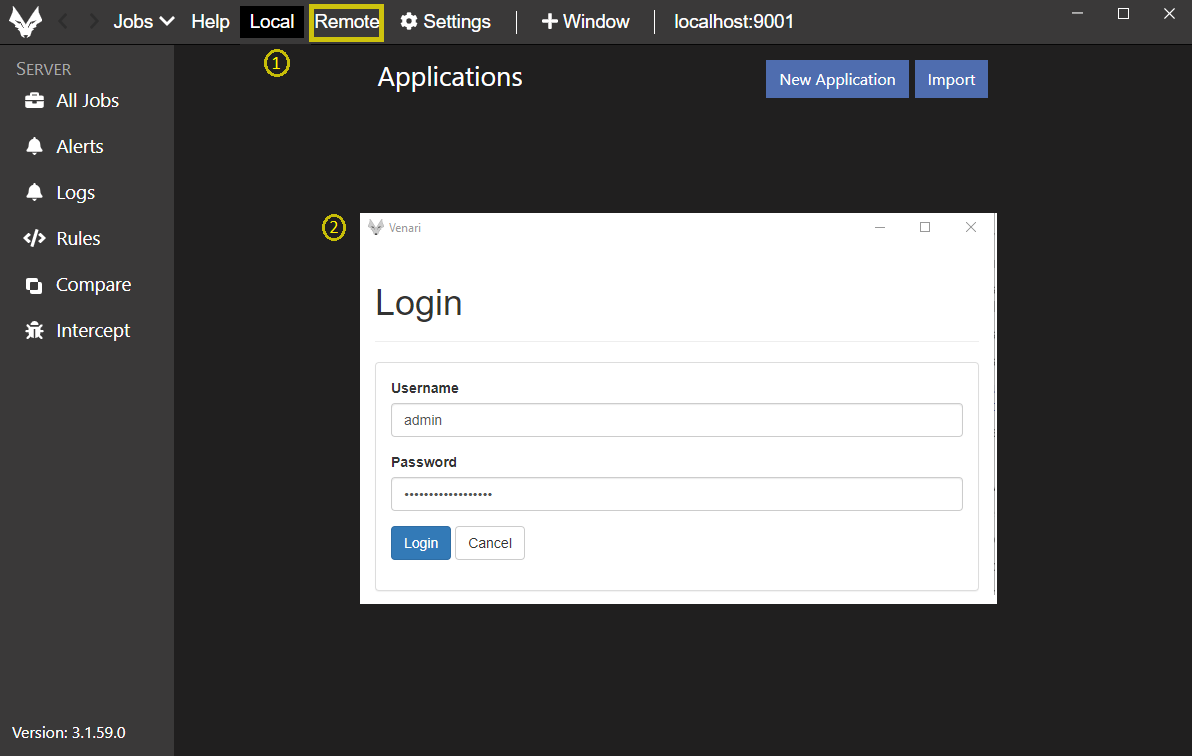 Jobs Help Local Remote Settings Window localhost:9001
1
SERVER
All Jobs
Alerts
Logs
Rules
Compare
Intercept
Version: 3.1.59.0
Applications New Application Import
2
Venari
Login
Username
admin
Password
••••••••••••••••••
Login Cancel